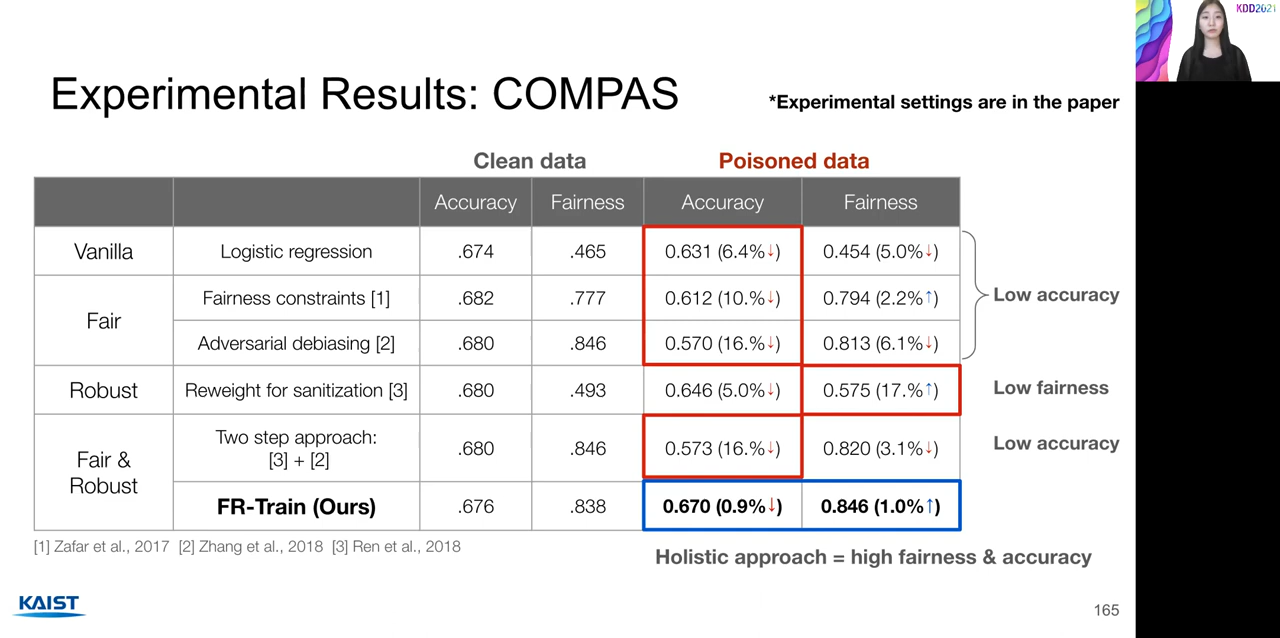 KDD2021
Experimental Results: COMPAS
*Experimental settings are in the paper
Clean data
Poisoned data
Accuracy Fairness Accuracy Fairness
Vanilla Logistic regression .674 .465 0.631 (6.4%↓) 0.454 (5.0%↓)
Fair
Fairness constraints [1] .682 .777 0.612 (10.%↓) 0.794 (2.2%↑)
Adversarial debiasing [2] .680 .846 0.570 (16.%↓) 0.813 (6.1%↓)
Low accuracy
Robust Reweight for sanitization [3] .680 .493 0.646 (5.0%↓) 0.575 (17.%↑)
Low fairness
Fair &
Robust
Two step approach:
[3] + [2]
.680 .846 0.573 (16.%↓) 0.820 (3.1%↓)
Low accuracy
FR-Train (Ours) .676 .838 0.670 (0.9%↓) 0.846 (1.0%↑)
[1] Zafar et al., 2017 [2] Zhang et al., 2018 [3] Ren et al., 2018
Holistic approach = high fairness & accuracy
KAIST
165